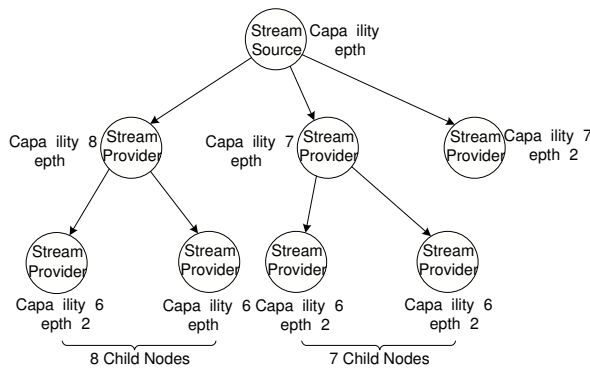 Stream Source
Capa ility
epth
Capa ility 8
epth
Stream Provider
Capa ility 7
epth
Stream Provider
Stream Provider
Capa ility 7
epth 2
Stream Provider
Stream Provider
Stream Provider
Stream Provider
Capa ility 6
epth 2
Capa ility 6
epth
Capa ility 6
epth 2
Capa ility 6
epth 2
8 Child Nodes
7 Child Nodes